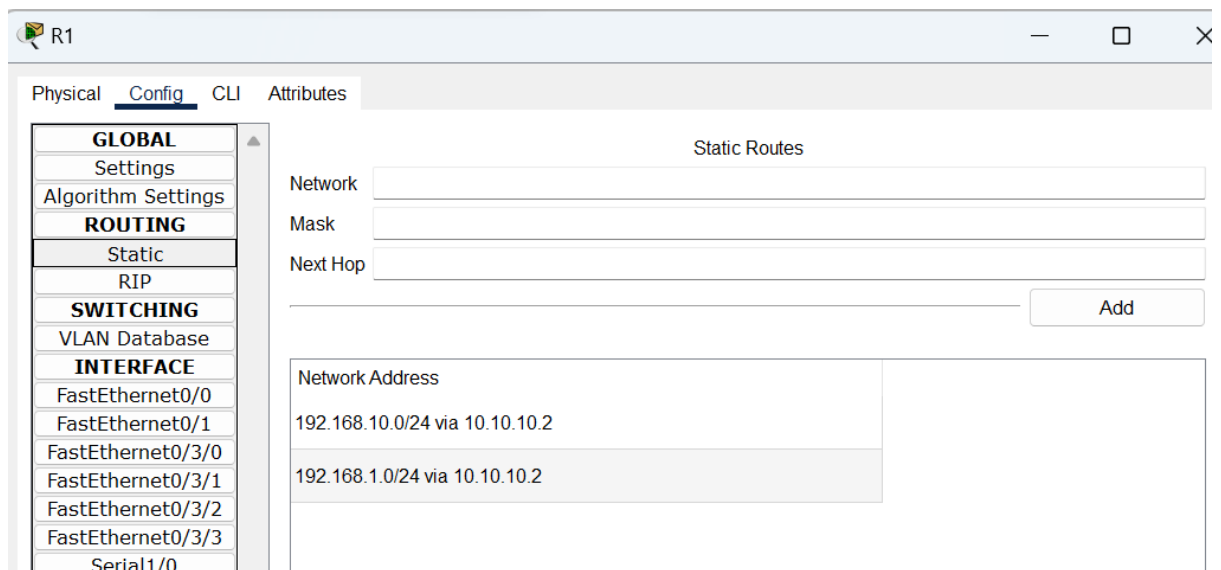 R1
Physical Config CLI Attributes
GLOBAL
Settings
Algorithm Settings
ROUTING
Static
RIP
SWITCHING
VLAN Database
INTERFACE
FastEthernet0/0
FastEthernet0/1
FastEthernet0/3/0
FastEthernet0/3/1
FastEthernet0/3/2
FastEthernet0/3/3
Serial1/0
Static Routes
Network
Mask
Next Hop
Add
Network Address
192.168.10.0/24 via 10.10.10.2
192.168.1.0/24 via 10.10.10.2